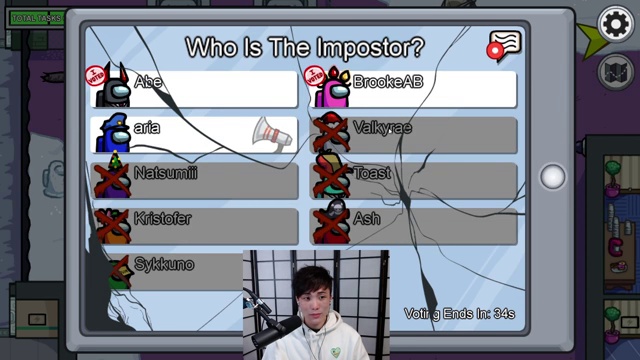 TOTAL TASKS
Who Is The Impostor?
I VOTED
Abe
I VOTED
BrookeAB
aria
Valkyrae
Natsumiii
Toast
Kristofer
Ash
Sykkuno
Voting Ends In: 34s